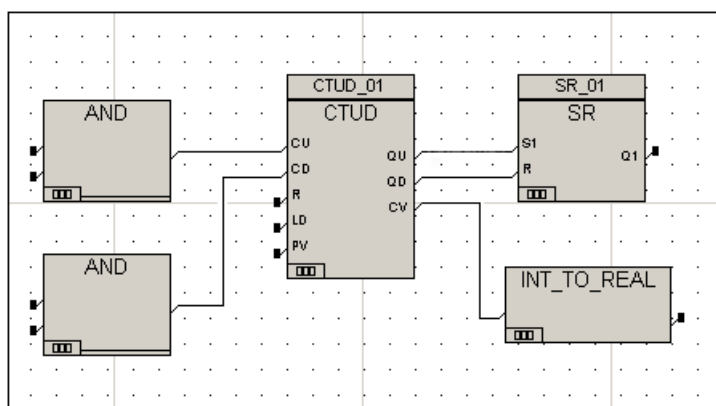 CTUD_01
SR_01
AND
CTUD
SR
CU
QU
S1
Q1
CD
QD
R
R
CV
LD
PV
AND
INT_TO_REAL